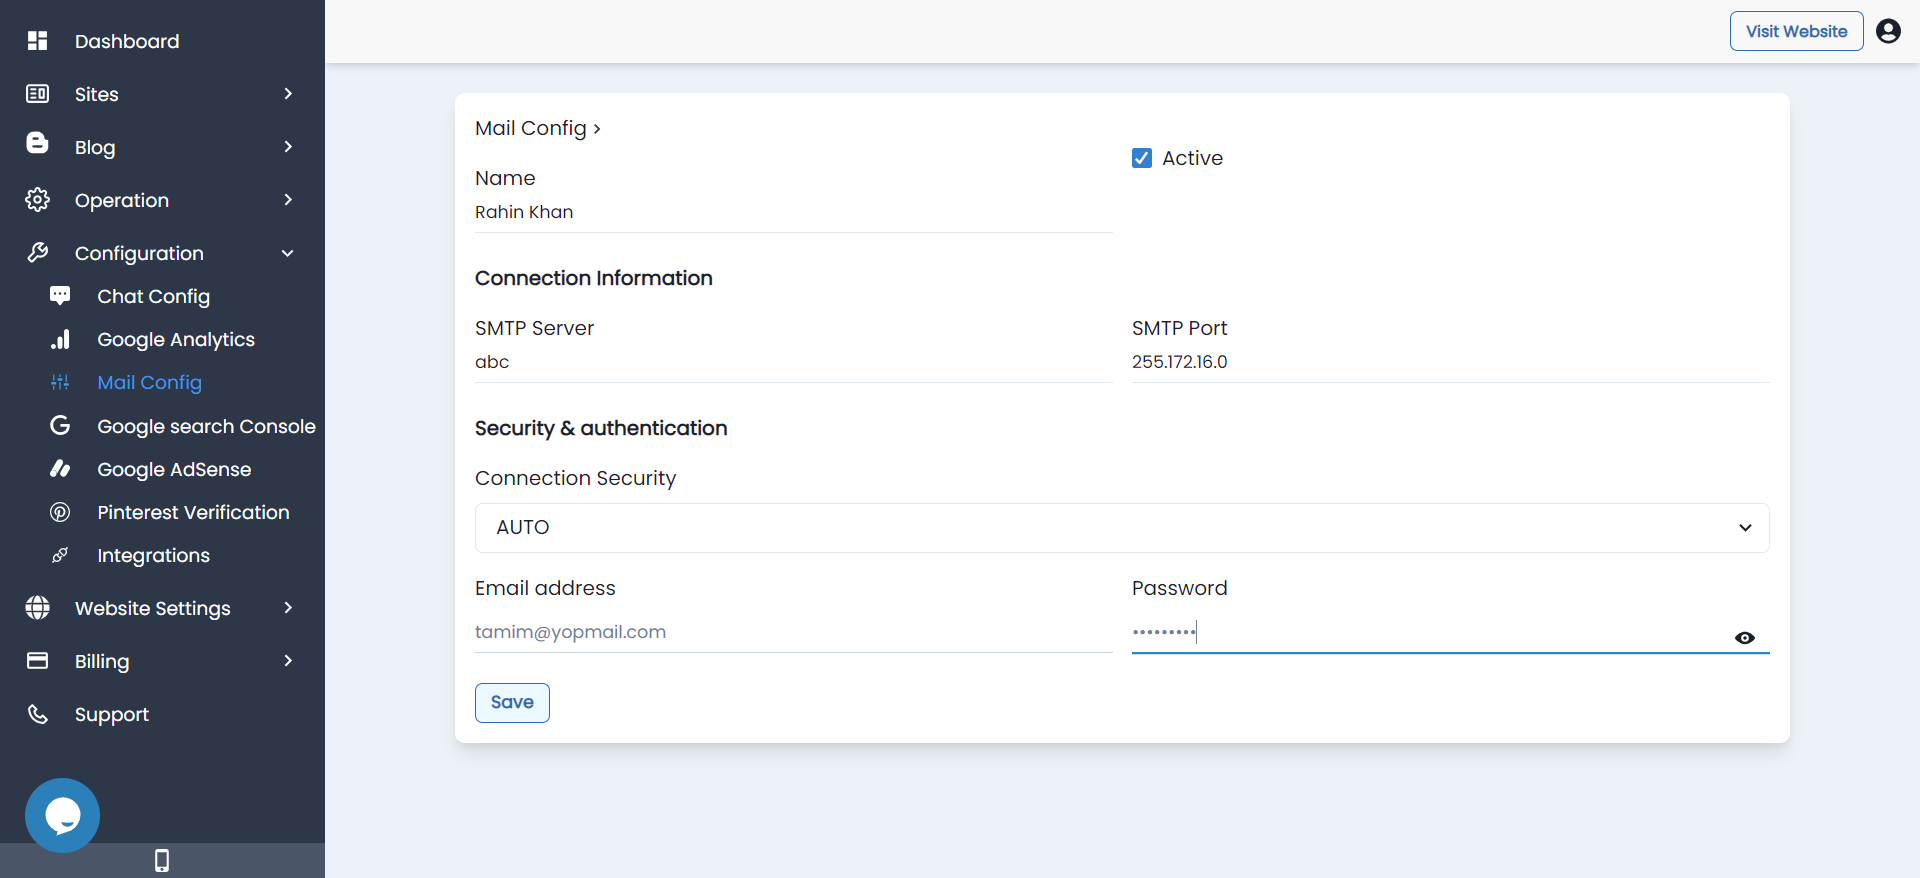 Dashboard
Sites
Blog
Operation
Configuration
Chat Config
Google Analytics
Mail Config
Google search Console
Google AdSense
Pinterest Verification
Integrations
Website Settings
Billing
Support
Visit Website
Mail Config ›
Active
Name
Rahin Khan
Connection Information
SMTP Server
SMTP Port
abc
255.172.16.0
Security & authentication
Connection Security
AUTO
Email address
Password
tamim@yopmail.com
•••••••••
Save